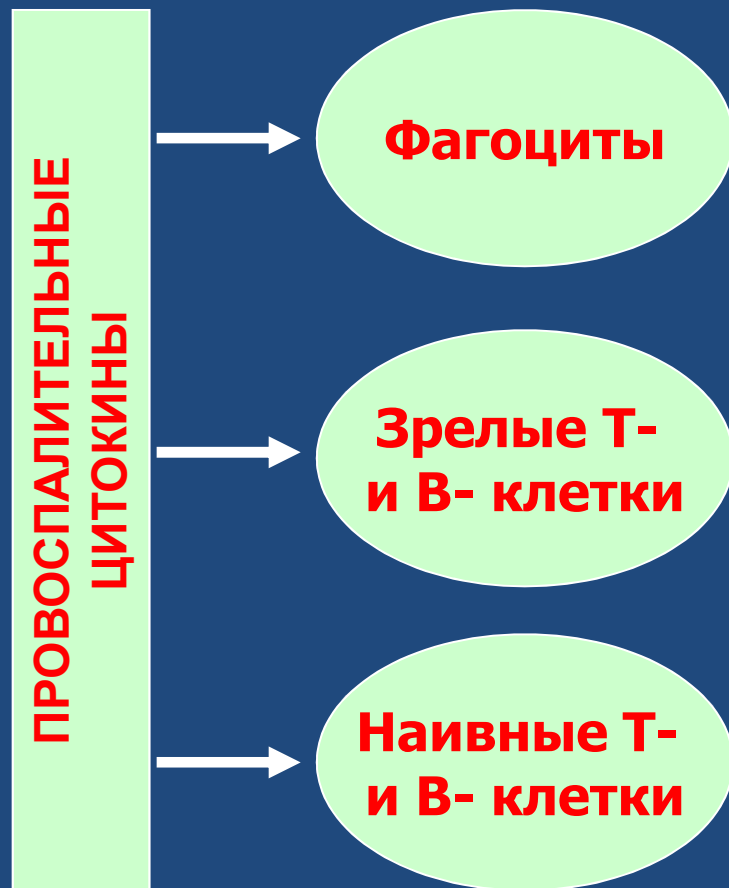 ПРОВОСПАЛИТЕЛЬНЫЕ
ЦИТОКИНЫ
Фагоциты
Зрелые Т-
и В- клетки
Наивные Т-
и В- клетки